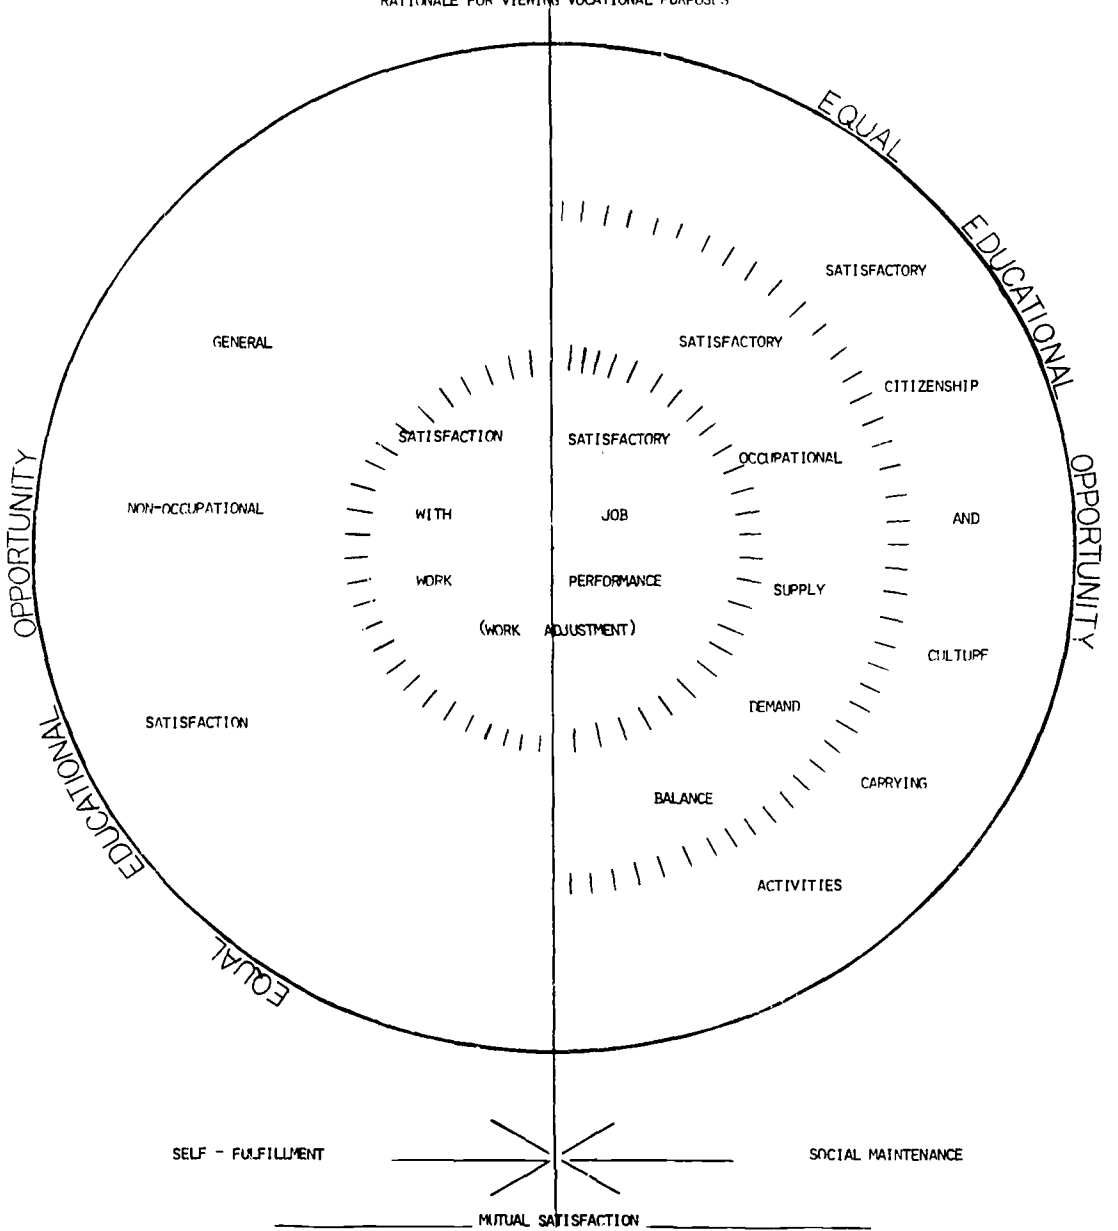 RATIONALE FOR VIEWING VOCATIONAL PURPOSES
EQUAL
EDUCATIONAL
OPPORTUNITY
OPPORTUNITY
EDUCATIONAL
EQUAL
GENERAL
NON-OCCUPATIONAL
SATISFACTION
SATISFACTION
WITH
WORK
SATISFACTORY
JOB
PERFORMANCE
(WORK ADJUSTMENT)
SATISFACTORY
OCCUPATIONAL
SUPPLY
DEMAND
BALANCE
SATISFACTORY
CITIZENSHIP
AND
CULTURE
CARRYING
ACTIVITIES
SELF - FULFILLMENT
SOCIAL MAINTENANCE
MUTUAL SATISFACTION